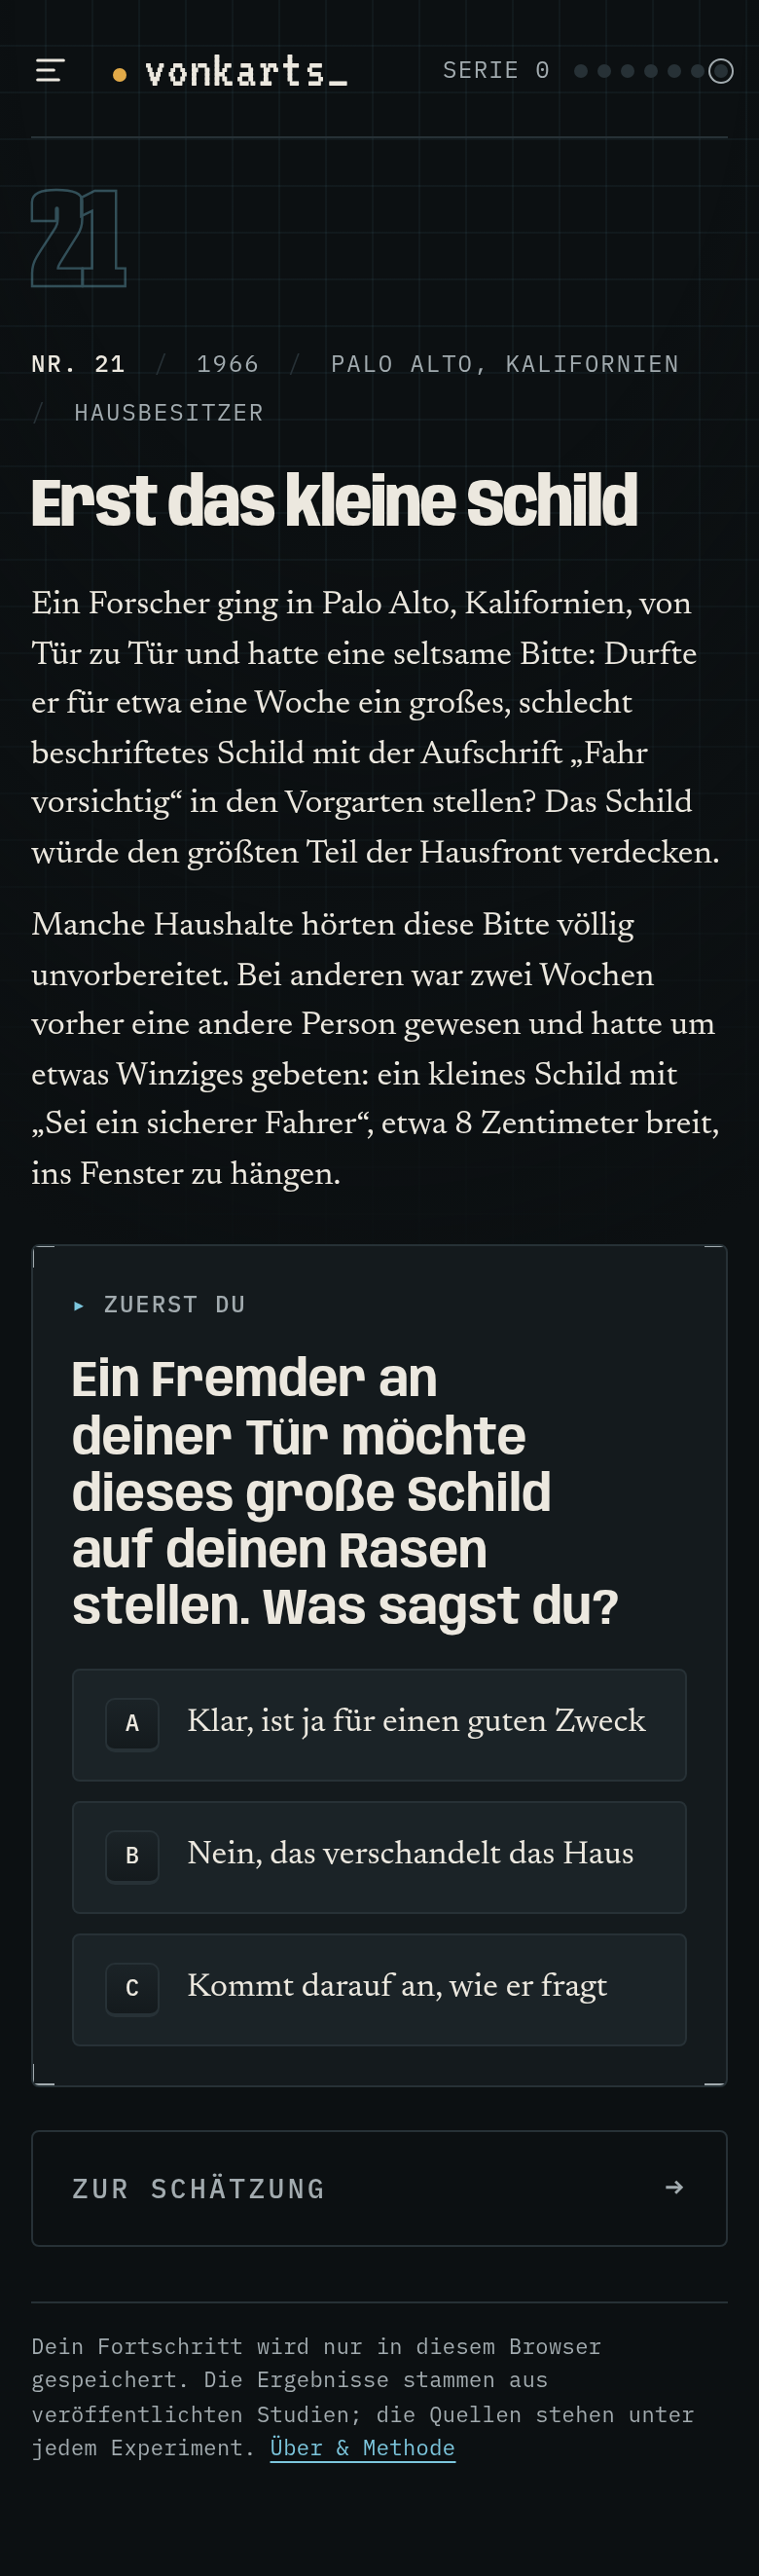 vonkarts_
SERIE 0
21
NR. 21 / 1966 / PALO ALTO, KALIFORNIEN
/ HAUSBESITZER
Erst das kleine Schild
Ein Forscher ging in Palo Alto, Kalifornien, von
Tür zu Tür und hatte eine seltsame Bitte: Durfte
er für etwa eine Woche ein großes, schlecht
beschriftetes Schild mit der Aufschrift „Fahr
vorsichtig“ in den Vorgarten stellen? Das Schild
würde den größten Teil der Hausfront verdecken.
Manche Haushalte hörten diese Bitte völlig
unvorbereitet. Bei anderen war zwei Wochen
vorher eine andere Person gewesen und hatte um
etwas Winziges gebeten: ein kleines Schild mit
„Sei ein sicherer Fahrer“, etwa 8 Zentimeter breit,
ins Fenster zu hängen.
▸ ZUERST DU
Ein Fremder an
deiner Tür möchte
dieses große Schild
auf deinen Rasen
stellen. Was sagst du?
A Klar, ist ja für einen guten Zweck
B Nein, das verschandelt das Haus
C Kommt darauf an, wie er fragt
ZUR SCHÄTZUNG →
Dein Fortschritt wird nur in diesem Browser
gespeichert. Die Ergebnisse stammen aus
veröffentlichten Studien; die Quellen stehen unter
jedem Experiment. Über & Methode